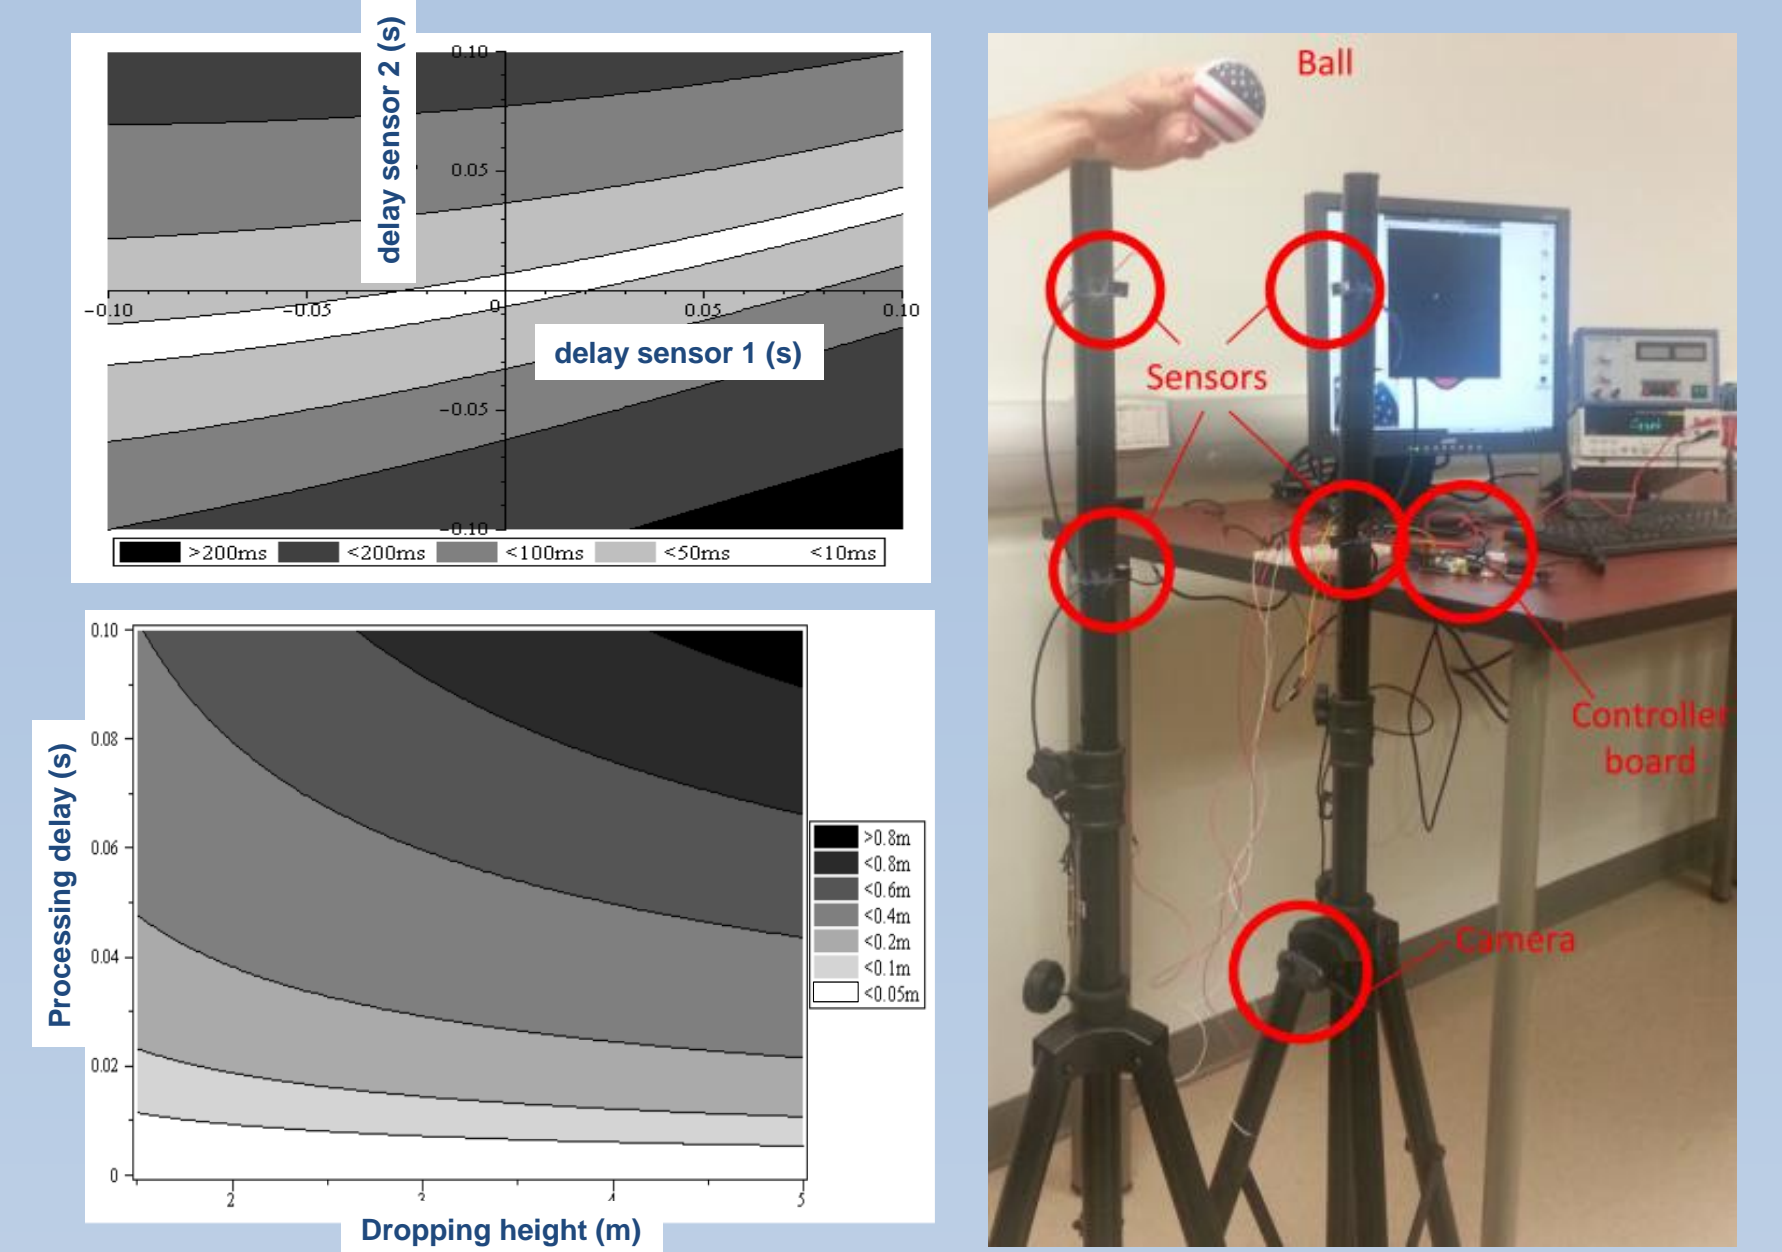 delay sensor 2 (s)
0.10
0.05
−0.10
−0.05
0
0.05
0.10
delay sensor 1 (s)
−0.05
−0.10
>200ms
<200ms
<100ms
<50ms
<10ms
Processing delay (s)
0.10
0.08
0.06
0.04
0.02
0
2
3
4
5
>0.8m
<0.8m
<0.6m
<0.4m
<0.2m
<0.1m
<0.05m
Dropping height (m)
Ball
Sensors
Controller
board
Camera